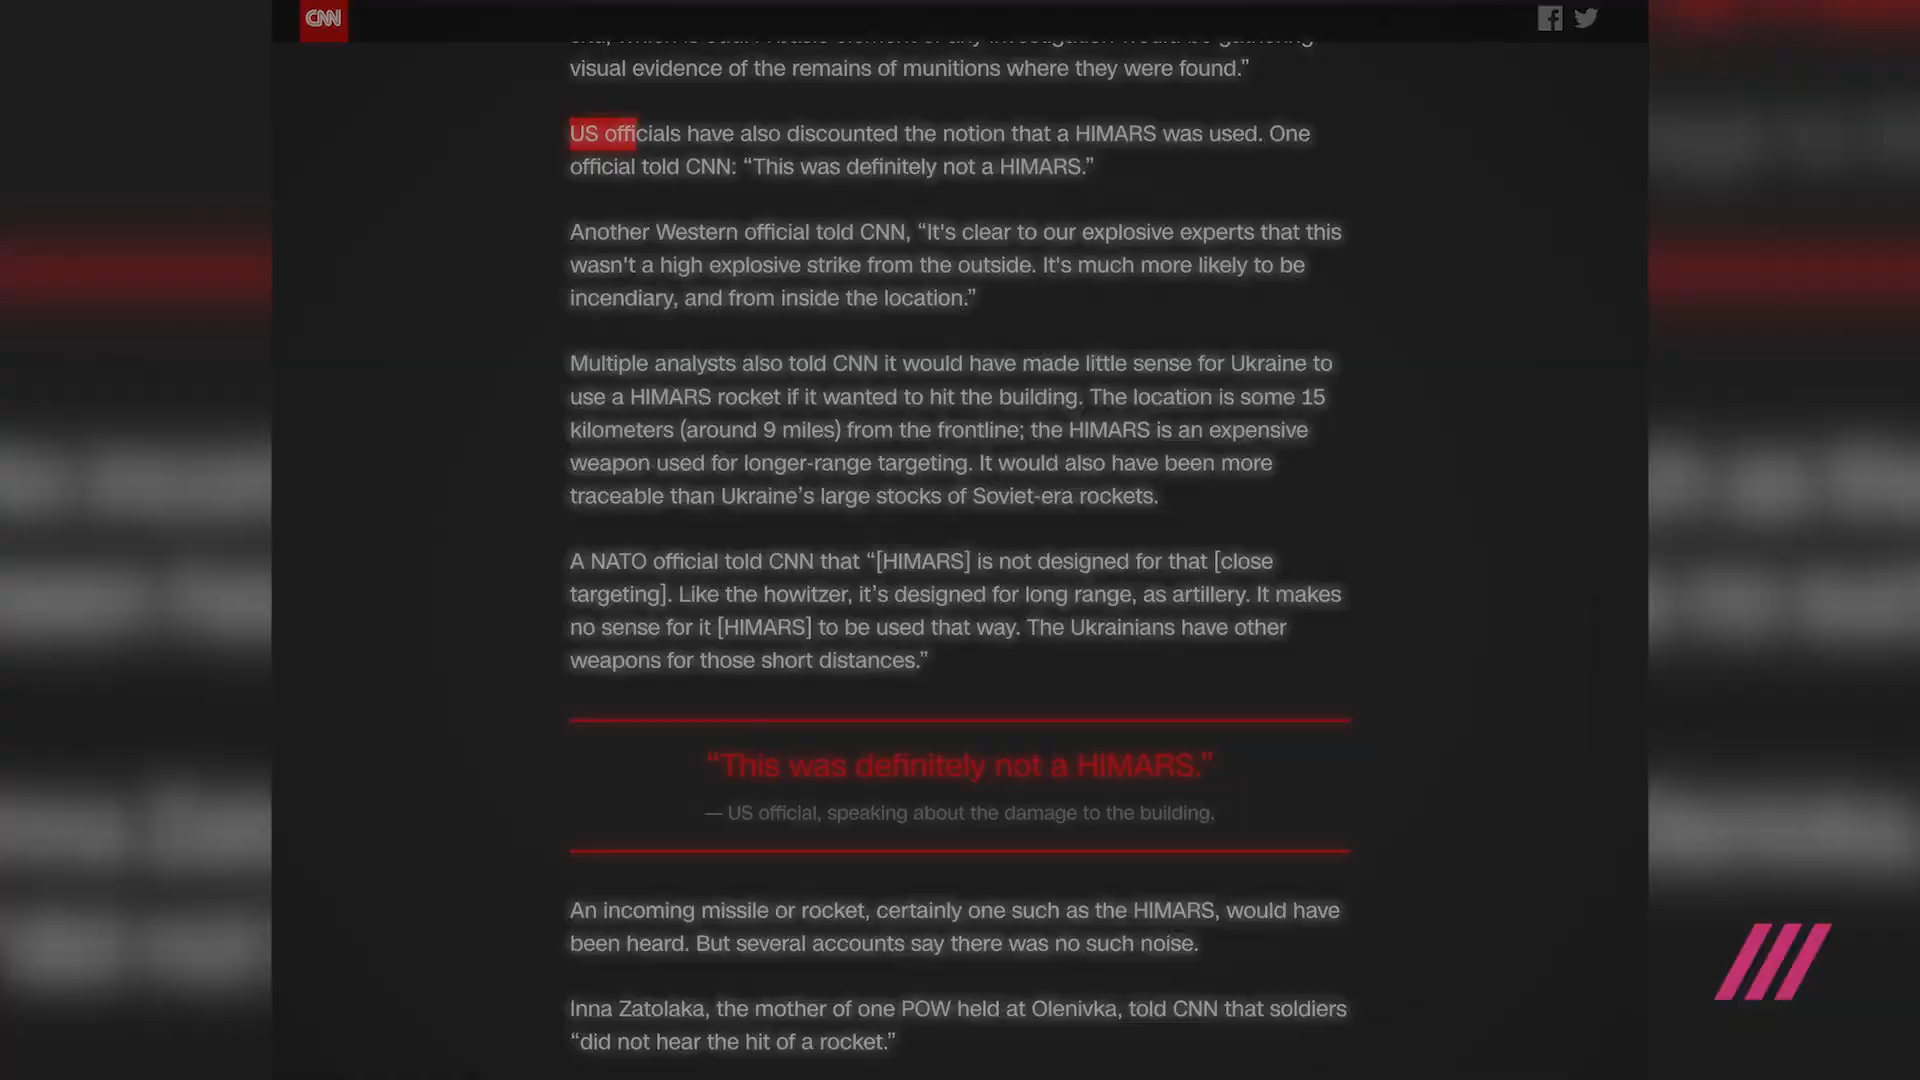 CNN
visual evidence of the remains of munitions where they were found.”
US officials have also discounted the notion that a HIMARS was used. One
official told CNN: “This was definitely not a HIMARS.”
Another Western official told CNN, “It's clear to our explosive experts that this
wasn't a high explosive strike from the outside. It's much more likely to be
incendiary, and from inside the location.”
Multiple analysts also told CNN it would have made little sense for Ukraine to
use a HIMARS rocket if it wanted to hit the building. The location is some 15
kilometers (around 9 miles) from the frontline; the HIMARS is an expensive
weapon used for longer-range targeting. It would also have been more
traceable than Ukraine’s large stocks of Soviet-era rockets.
A NATO official told CNN that “[HIMARS] is not designed for that [close
targeting]. Like the howitzer, it’s designed for long range, as artillery. It makes
no sense for it [HIMARS] to be used that way. The Ukrainians have other
weapons for those short distances.”
“This was definitely not a HIMARS.”
— US official, speaking about the damage to the building.
An incoming missile or rocket, certainly one such as the HIMARS, would have
been heard. But several accounts say there was no such noise.
Inna Zatolaka, the mother of one POW held at Olenivka, told CNN that soldiers
“did not hear the hit of a rocket.”